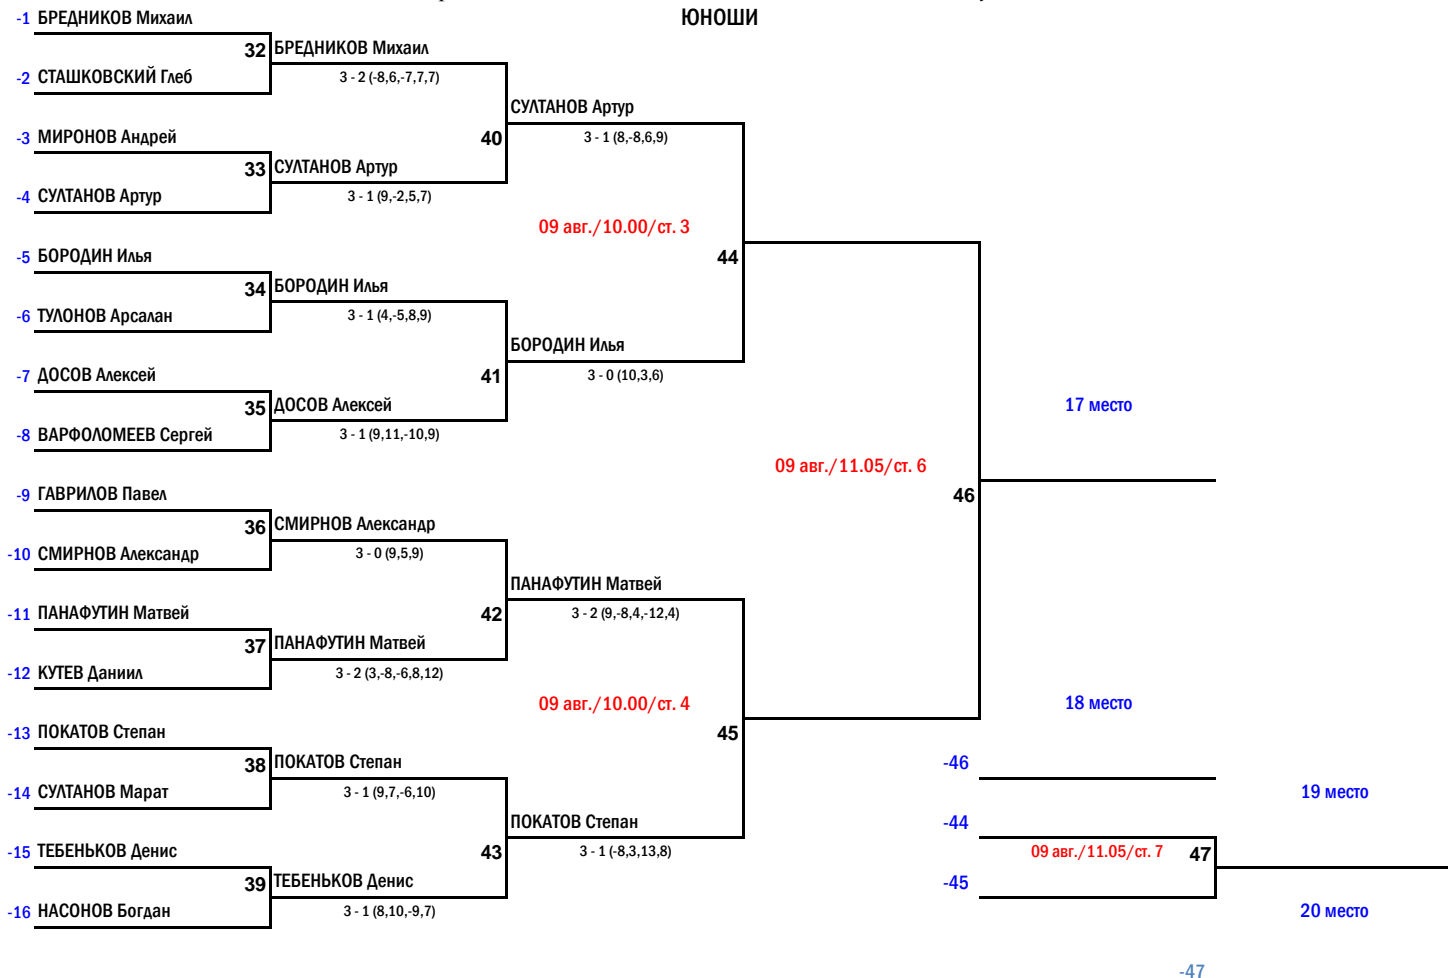 ЮНОШИ
-1 БРЕДНИКОВ Михаил
32 БРЕДНИКОВ Михаил
-2 СТАШКОВСКИЙ Глеб
3 - 2 (-8,6,-7,7,7)
СУЛТАНОВ Артур
-3 МИРОНОВ Андрей
40
3 - 1 (8,-8,6,9)
33 СУЛТАНОВ Артур
-4 СУЛТАНОВ Артур
3 - 1 (9,-2,5,7)
09 авг./10.00/ст. 3
-5 БОРОДИН Илья
44
34 БОРОДИН Илья
-6 ТУЛОНОВ Арсалан
3 - 1 (4,-5,8,9)
БОРОДИН Илья
-7 ДОСОВ Алексей
41
3 - 0 (10,3,6)
35 ДОСОВ Алексей
17 место
-8 ВАРФОЛОМЕЕВ Сергей
3 - 1 (9,11,-10,9)
09 авг./11.05/ст. 6
-9 ГАВРИЛОВ Павел
46
36 СМИРНОВ Александр
-10 СМИРНОВ Александр
3 - 0 (9,5,9)
ПАНАФУТИН Матвей
-11 ПАНАФУТИН Матвей
42
3 - 2 (9,-8,4,-12,4)
37 ПАНАФУТИН Матвей
-12 КУТЕВ Даниил
3 - 2 (3,-8,-6,8,12)
09 авг./10.00/ст. 4
18 место
-13 ПОКАТОВ Степан
45
38 ПОКАТОВ Степан
-46
-14 СУЛТАНОВ Марат
3 - 1 (9,7,-6,10)
19 место
ПОКАТОВ Степан
-44
-15 ТЕБЕНЬКОВ Денис
43
3 - 1 (-8,3,13,8)
09 авг./11.05/ст. 7 47
39 ТЕБЕНЬКОВ Денис
-45
-16 НАСОНОВ Богдан
3 - 1 (8,10,-9,7)
20 место
-47